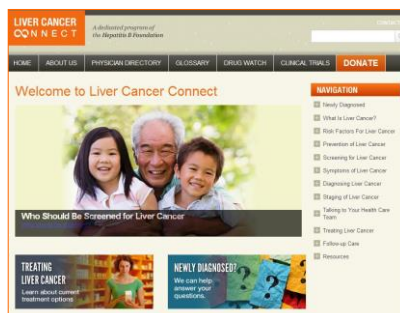 LIVER CANCER
CONNECT
A dedicated program of
the Hepatitis B Foundation
HOME
ABOUT US
PHYSICIAN DIRECTORY
GLOSSARY
DRUG WATCH
CLINICAL TRIALS
DONATE
Welcome to Liver Cancer Connect
Who Should Be Screened for Liver Cancer
TREATING
LIVER CANCER
Learn about current
treatment options
NEWLY DIAGNOSED?
We can help
answer your
questions.
NAVIGATION
Newly Diagnosed
What Is Liver Cancer?
Risk Factors For Liver Cancer
Prevention of Liver Cancer
Screening for Liver Cancer
Symptoms of Liver Cancer
Diagnosing Liver Cancer
Staging of Liver Cancer
Talking to Your Health Care
Team
Treating Liver Cancer
Follow-up Care
Resources